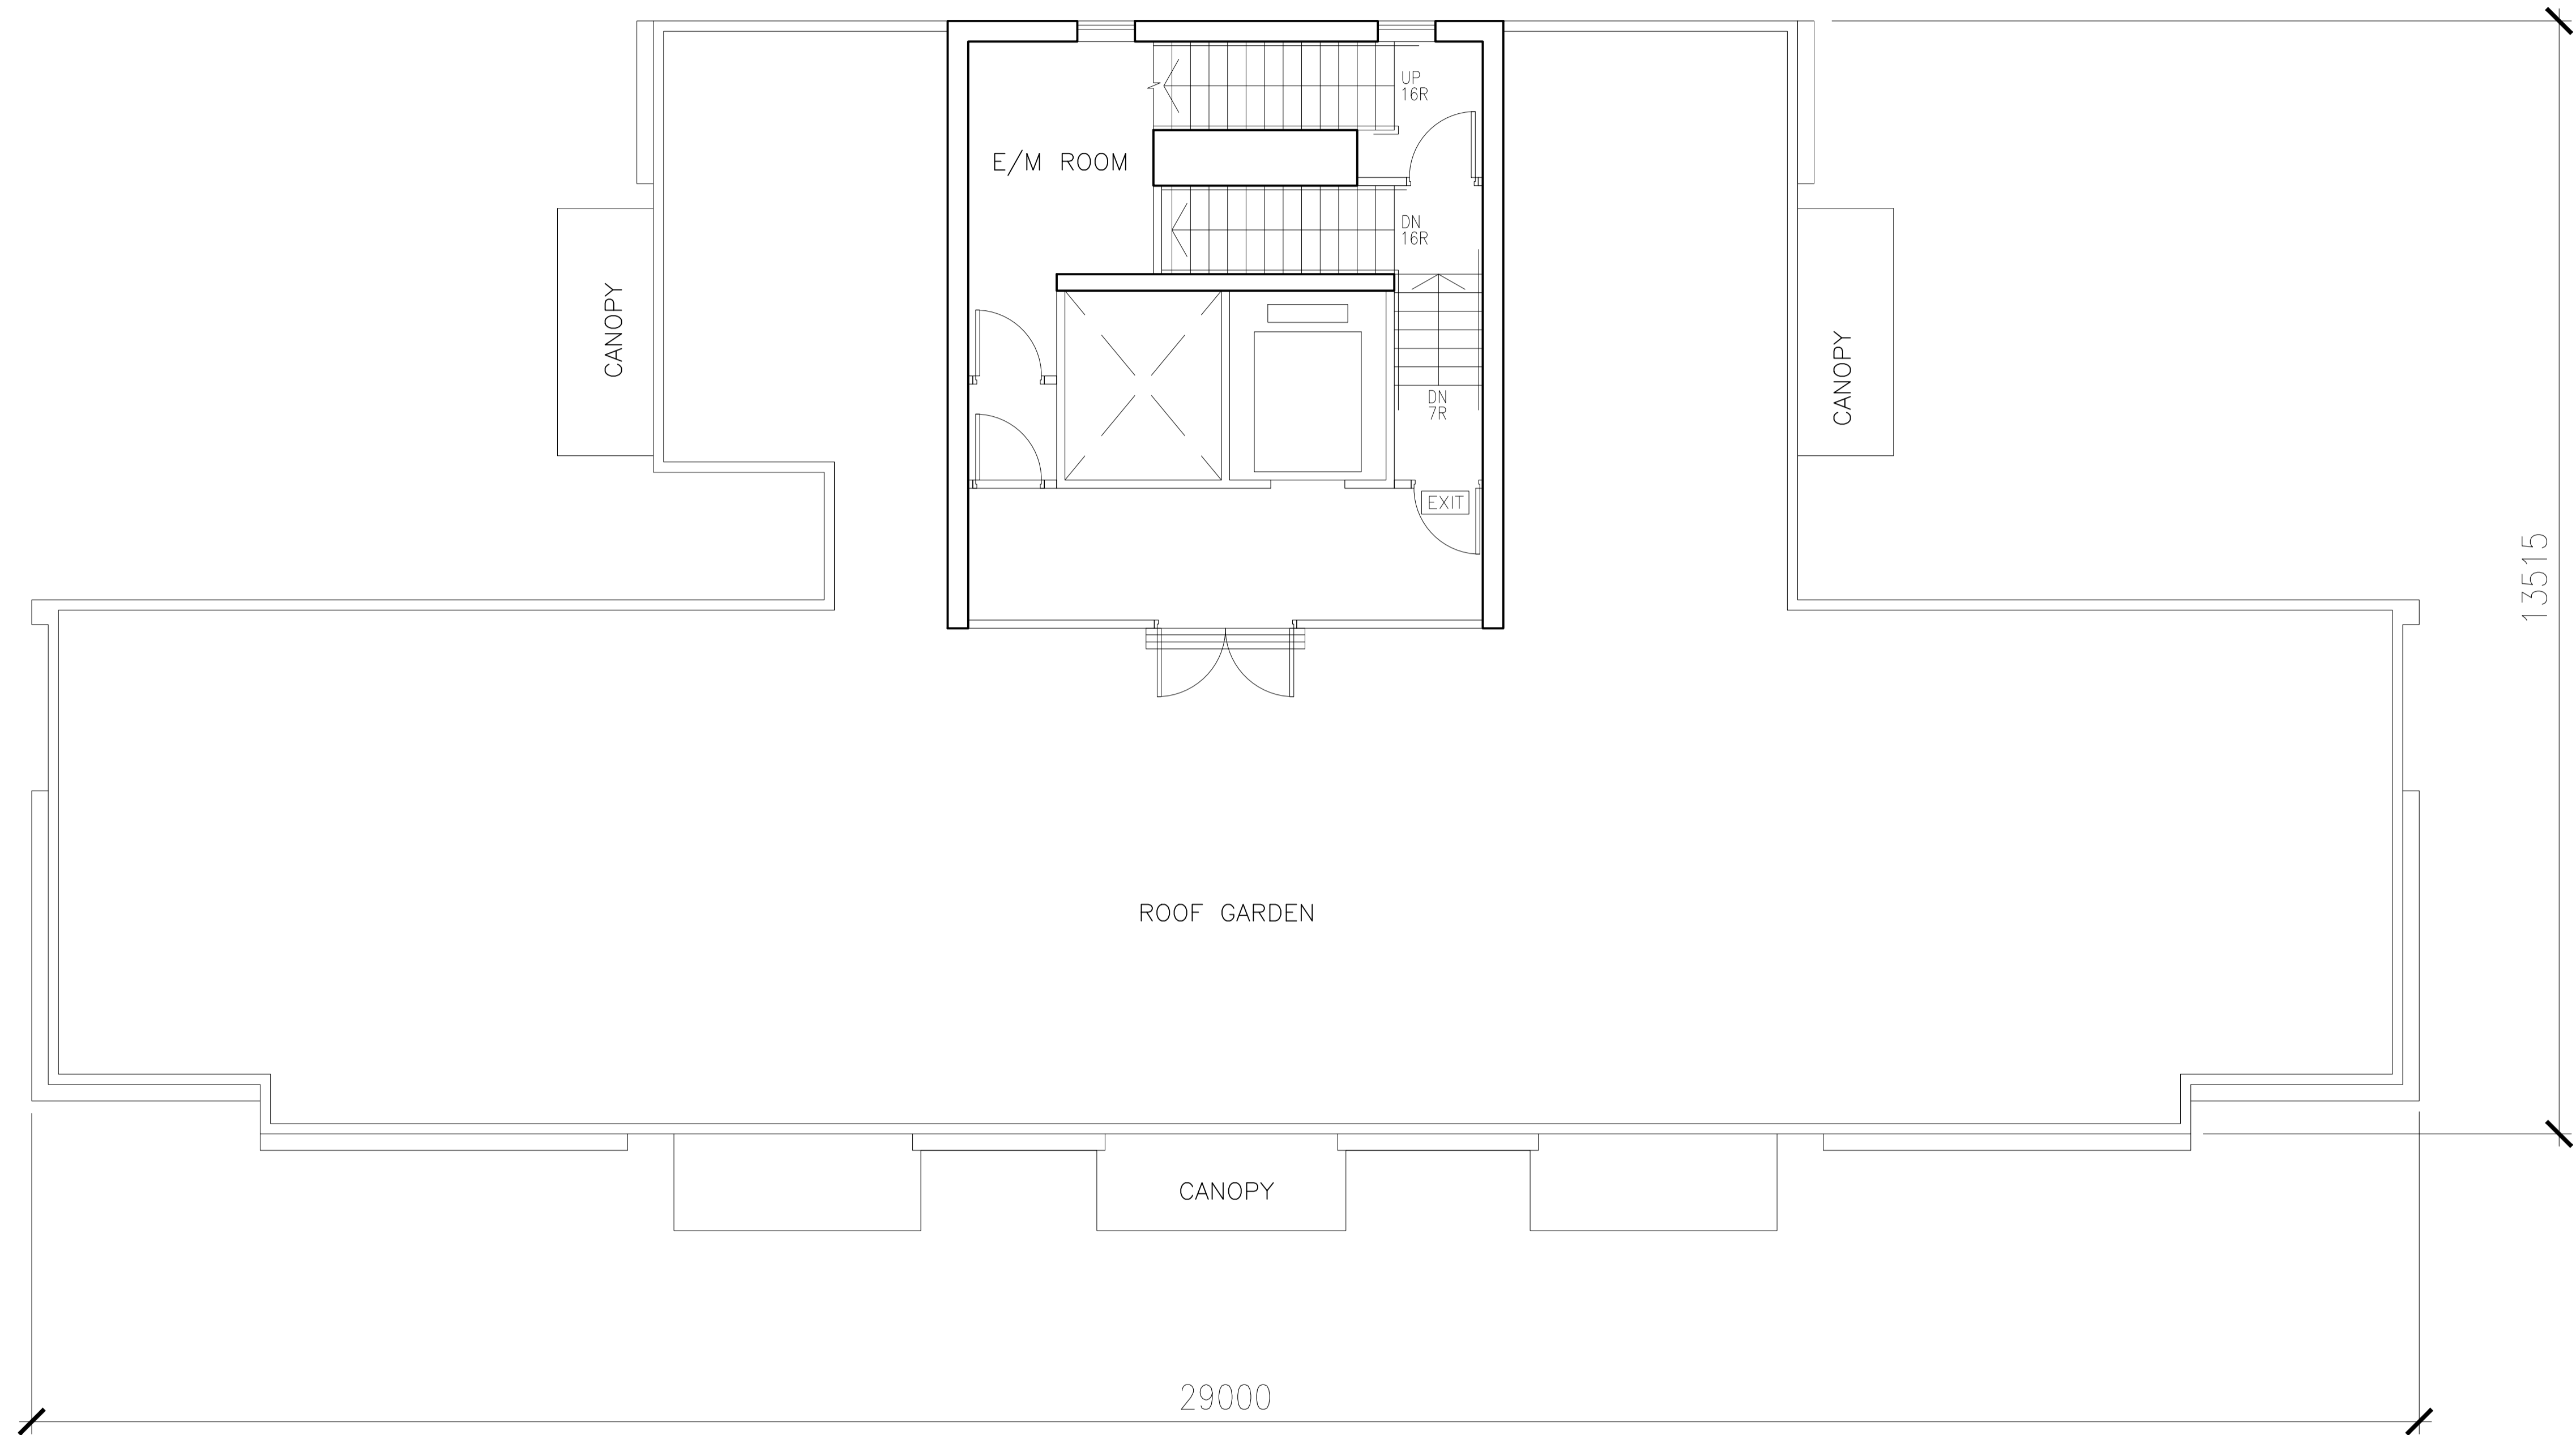 UP
16R
E/M ROOM
DN
16R
CANOPY
CANOPY
DN
7R
EXIT
13515
ROOF GARDEN
CANOPY
29000